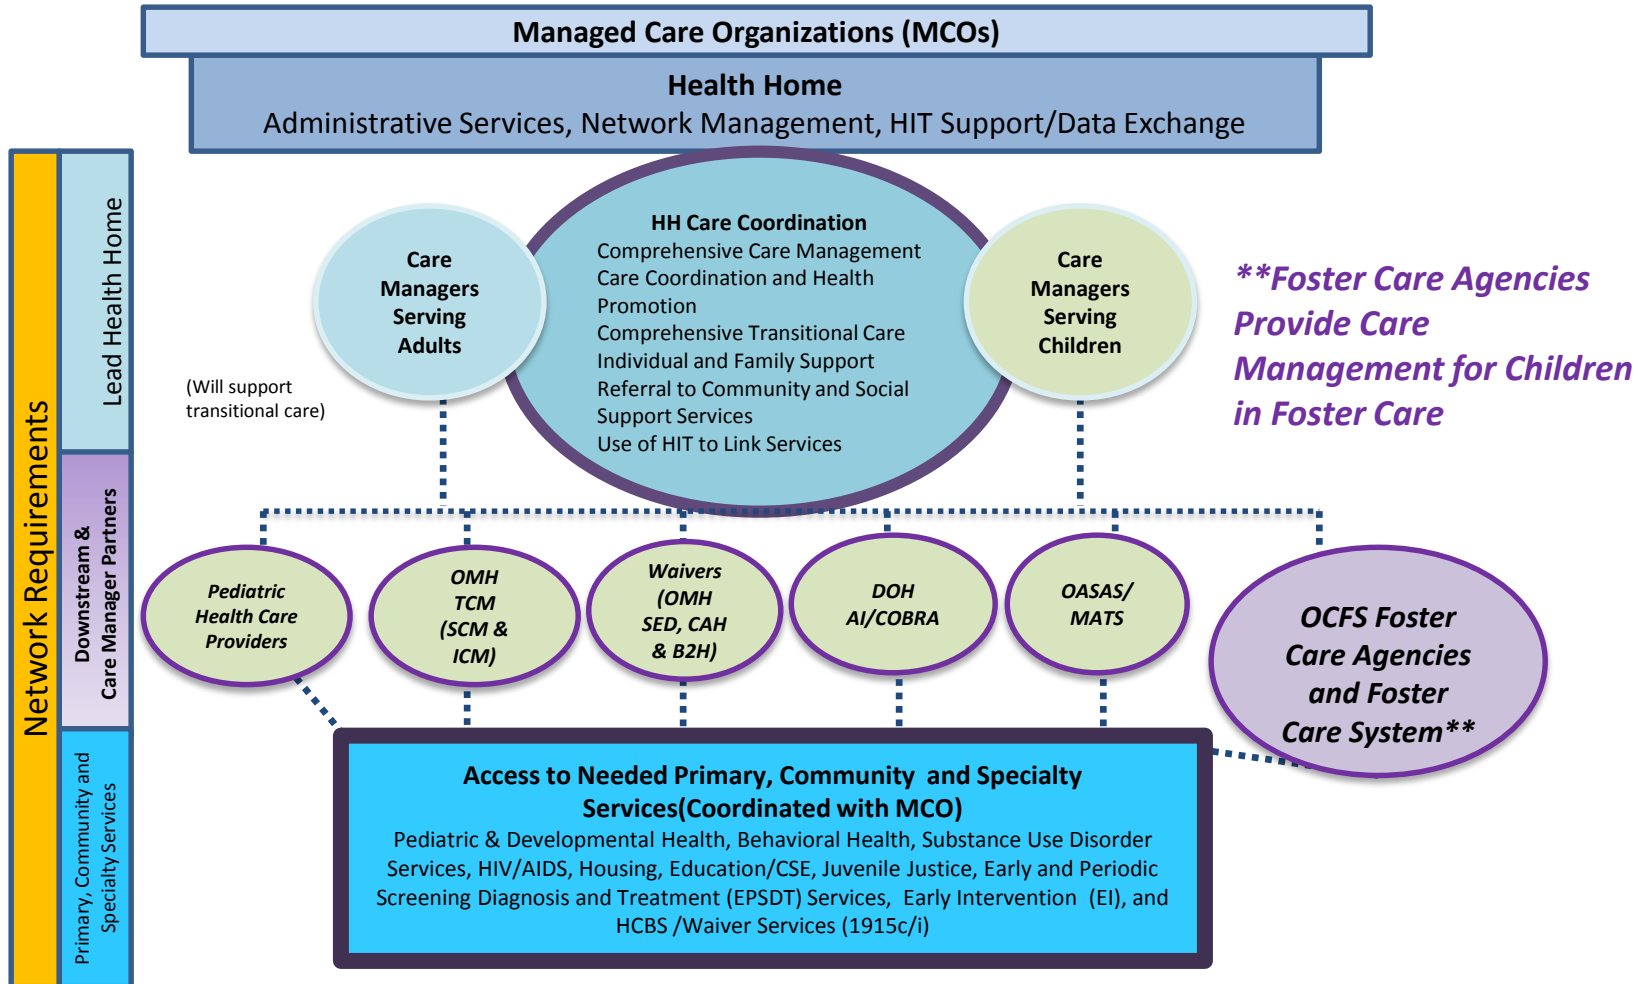 Managed Care Organizations (MCOs)
Health Home
Administrative Services, Network Management, HIT Support/Data Exchange
Network Requirements
Lead Health Home
Downstream &
Care Manager Partners
Primary, Community and
Specialty Services
Care
Managers
Serving
Adults
(Will support
transitional care)
HH Care Coordination
Comprehensive Care Management
Care Coordination and Health
Promotion
Comprehensive Transitional Care
Individual and Family Support
Referral to Community and Social
Support Services
Use of HIT to Link Services
Care
Managers
Serving
Children
**Foster Care Agencies
Provide Care
Management for Children
in Foster Care
Pediatric
Health Care
Providers
OMH
TCM
(SCM &
ICM)
Waivers
(OMH
SED, CAH
& B2H)
DOH
AI/COBRA
OASAS/
MATS
OCFS Foster
Care Agencies
and Foster
Care System**
Access to Needed Primary, Community and Specialty
Services(Coordinated with MCO)
Pediatric & Developmental Health, Behavioral Health, Substance Use Disorder
Services, HIV/AIDS, Housing, Education/CSE, Juvenile Justice, Early and Periodic
Screening Diagnosis and Treatment (EPSDT) Services, Early Intervention (EI), and
HCBS /Waiver Services (1915c/i)